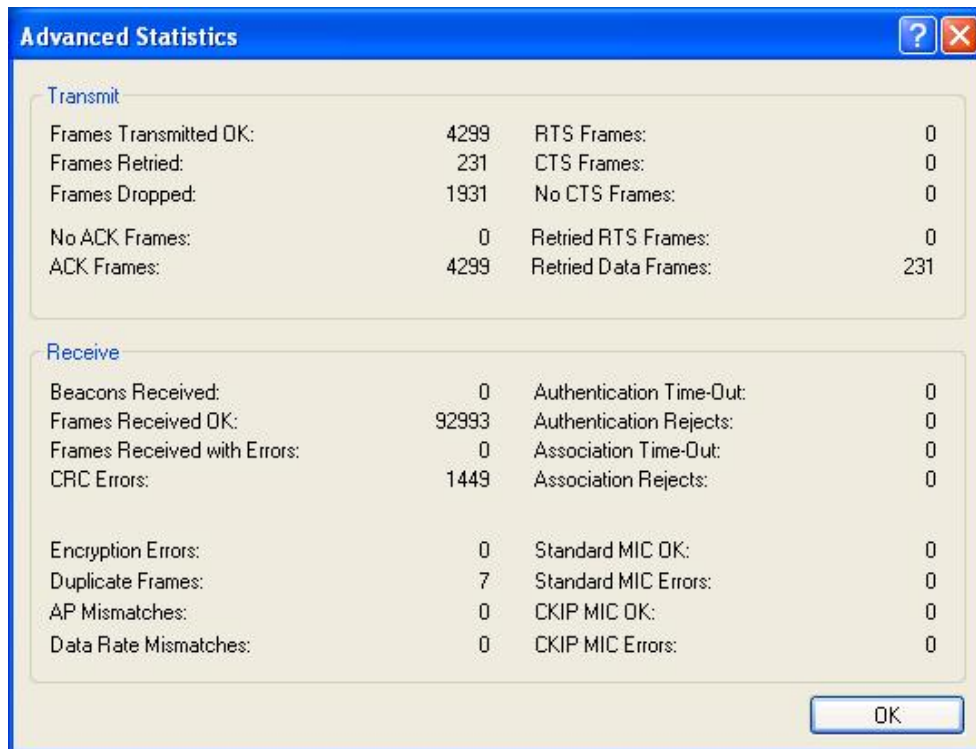 Advanced Statistics
Transmit
Frames Transmitted OK: 4299 RTS Frames: 0
Frames Retried: 231 CTS Frames: 0
Frames Dropped: 1931 No CTS Frames: 0
No ACK Frames: 0 Retried RTS Frames: 0
ACK Frames: 4299 Retried Data Frames: 231
Receive
Beacons Received: 0 Authentication Time-Out: 0
Frames Received OK: 92993 Authentication Rejects: 0
Frames Received with Errors: 0 Association Time-Out: 0
CRC Errors: 1449 Association Rejects: 0
Encryption Errors: 0 Standard MIC OK: 0
Duplicate Frames: 7 Standard MIC Errors: 0
AP Mismatches: 0 CKIP MIC OK: 0
Data Rate Mismatches: 0 CKIP MIC Errors: 0
OK